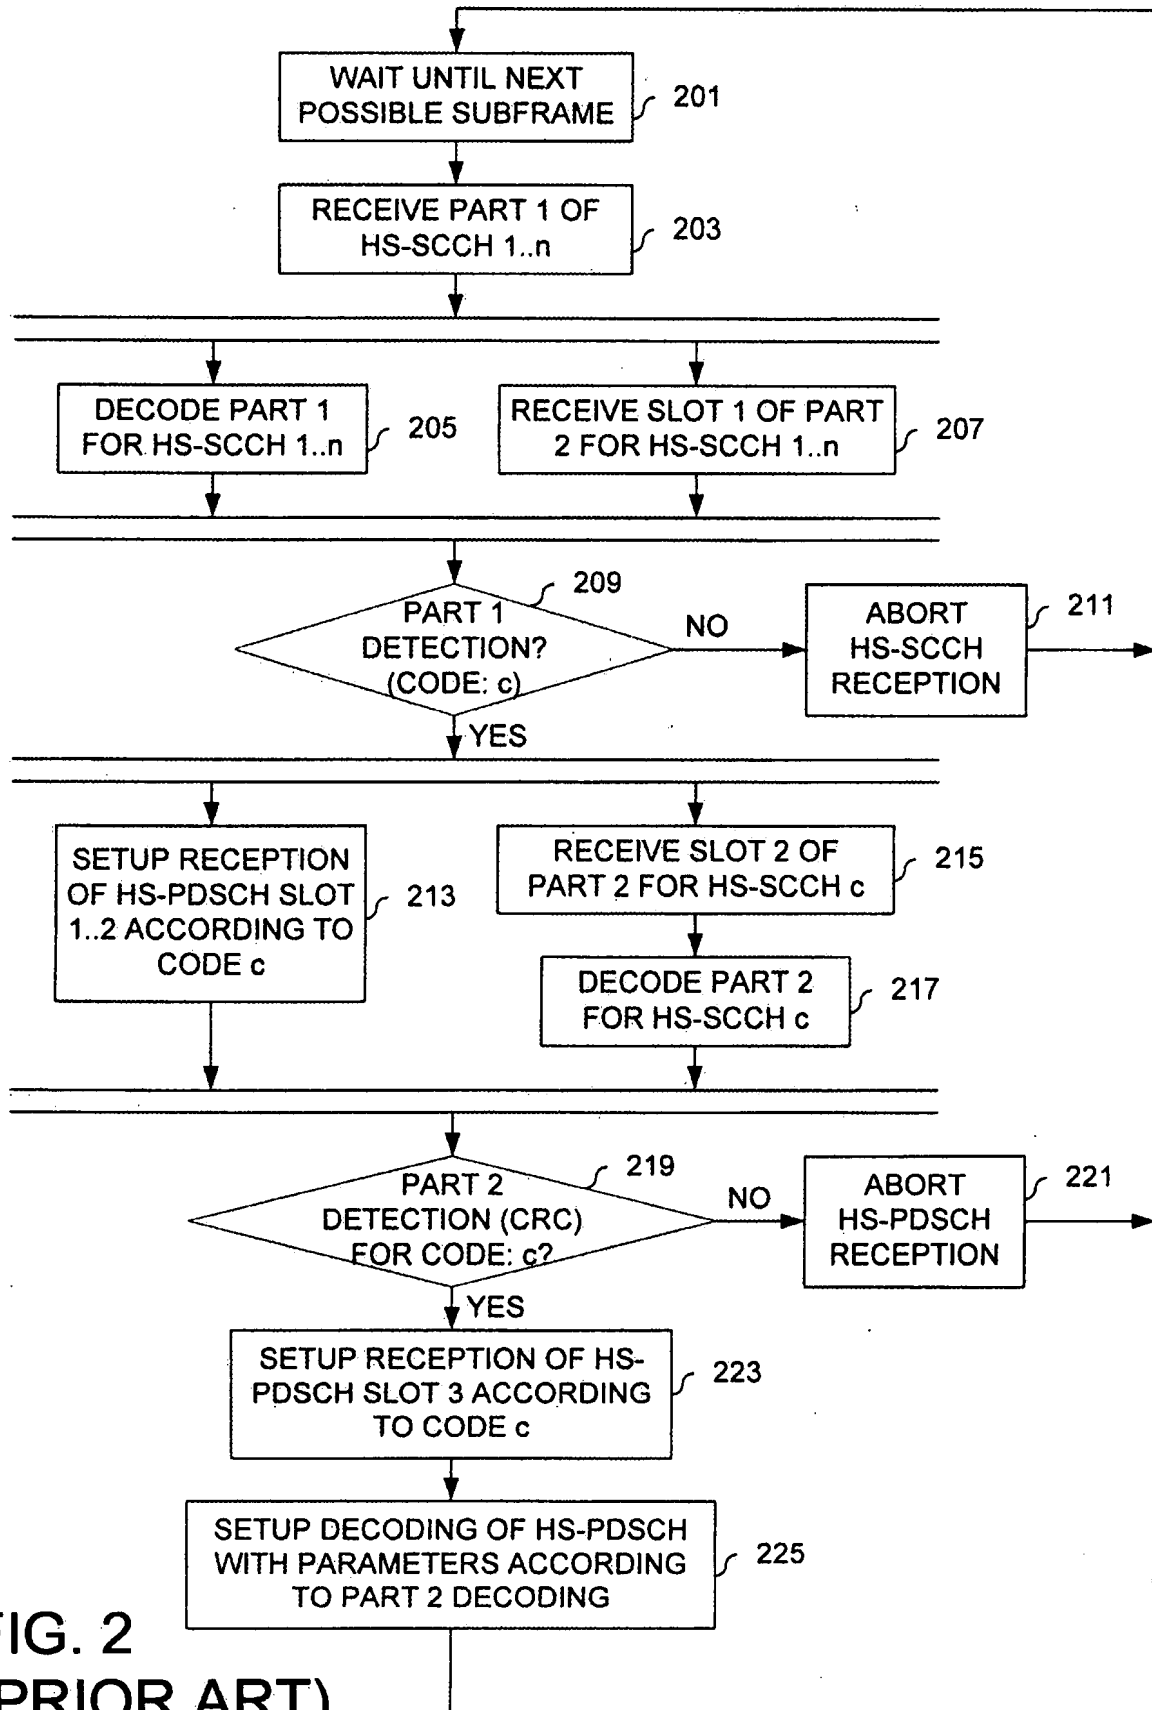 WAIT UNTIL NEXT
POSSIBLE SUBFRAME
201
RECEIVE PART 1 OF
HS-SCCH 1..n
203
DECODE PART 1
FOR HS-SCCH 1..n
205
RECEIVE SLOT 1 OF PART
2 FOR HS-SCCH 1..n
207
PART 1
DETECTION?
(CODE: c)
209
NO
ABORT
HS-SCCH
RECEPTION
211
YES
SETUP RECEPTION
OF HS-PDSCH SLOT
1..2 ACCORDING TO
CODE c
213
RECEIVE SLOT 2 OF
PART 2 FOR HS-SCCH c
215
DECODE PART 2
FOR HS-SCCH c
217
PART 2
DETECTION (CRC)
FOR CODE: c?
219
NO
ABORT
HS-PDSCH
RECEPTION
221
YES
SETUP RECEPTION OF HS-
PDSCH SLOT 3 ACCORDING
TO CODE c
223
SETUP DECODING OF HS-PDSCH
WITH PARAMETERS ACCORDING
TO PART 2 DECODING
225
FIG. 2
PRIOR ART)